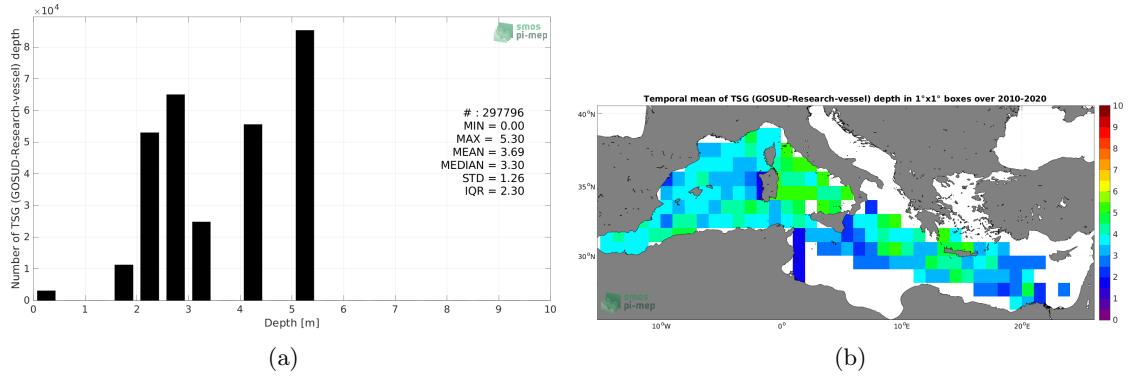 ×10⁴
smos
pi-mep
Number of TSG (GOSUD-Research-vessel) depth
8
7
6
5
4
3
2
1
0
# : 297796
MIN = 0.00
MAX = 5.30
MEAN = 3.69
MEDIAN = 3.30
STD = 1.26
IQR = 2.30
0 1 2 3 4 5 6 7 8 9 10
Depth [m]
(a)
Temporal mean of TSG (GOSUD-Research-vessel) depth in 1°x1° boxes over 2010-2020
40°N
35°N
30°N
10°W 0° 10°E 20°E
10
9
8
7
6
5
4
3
2
1
0
smos
pi-mep
(b)